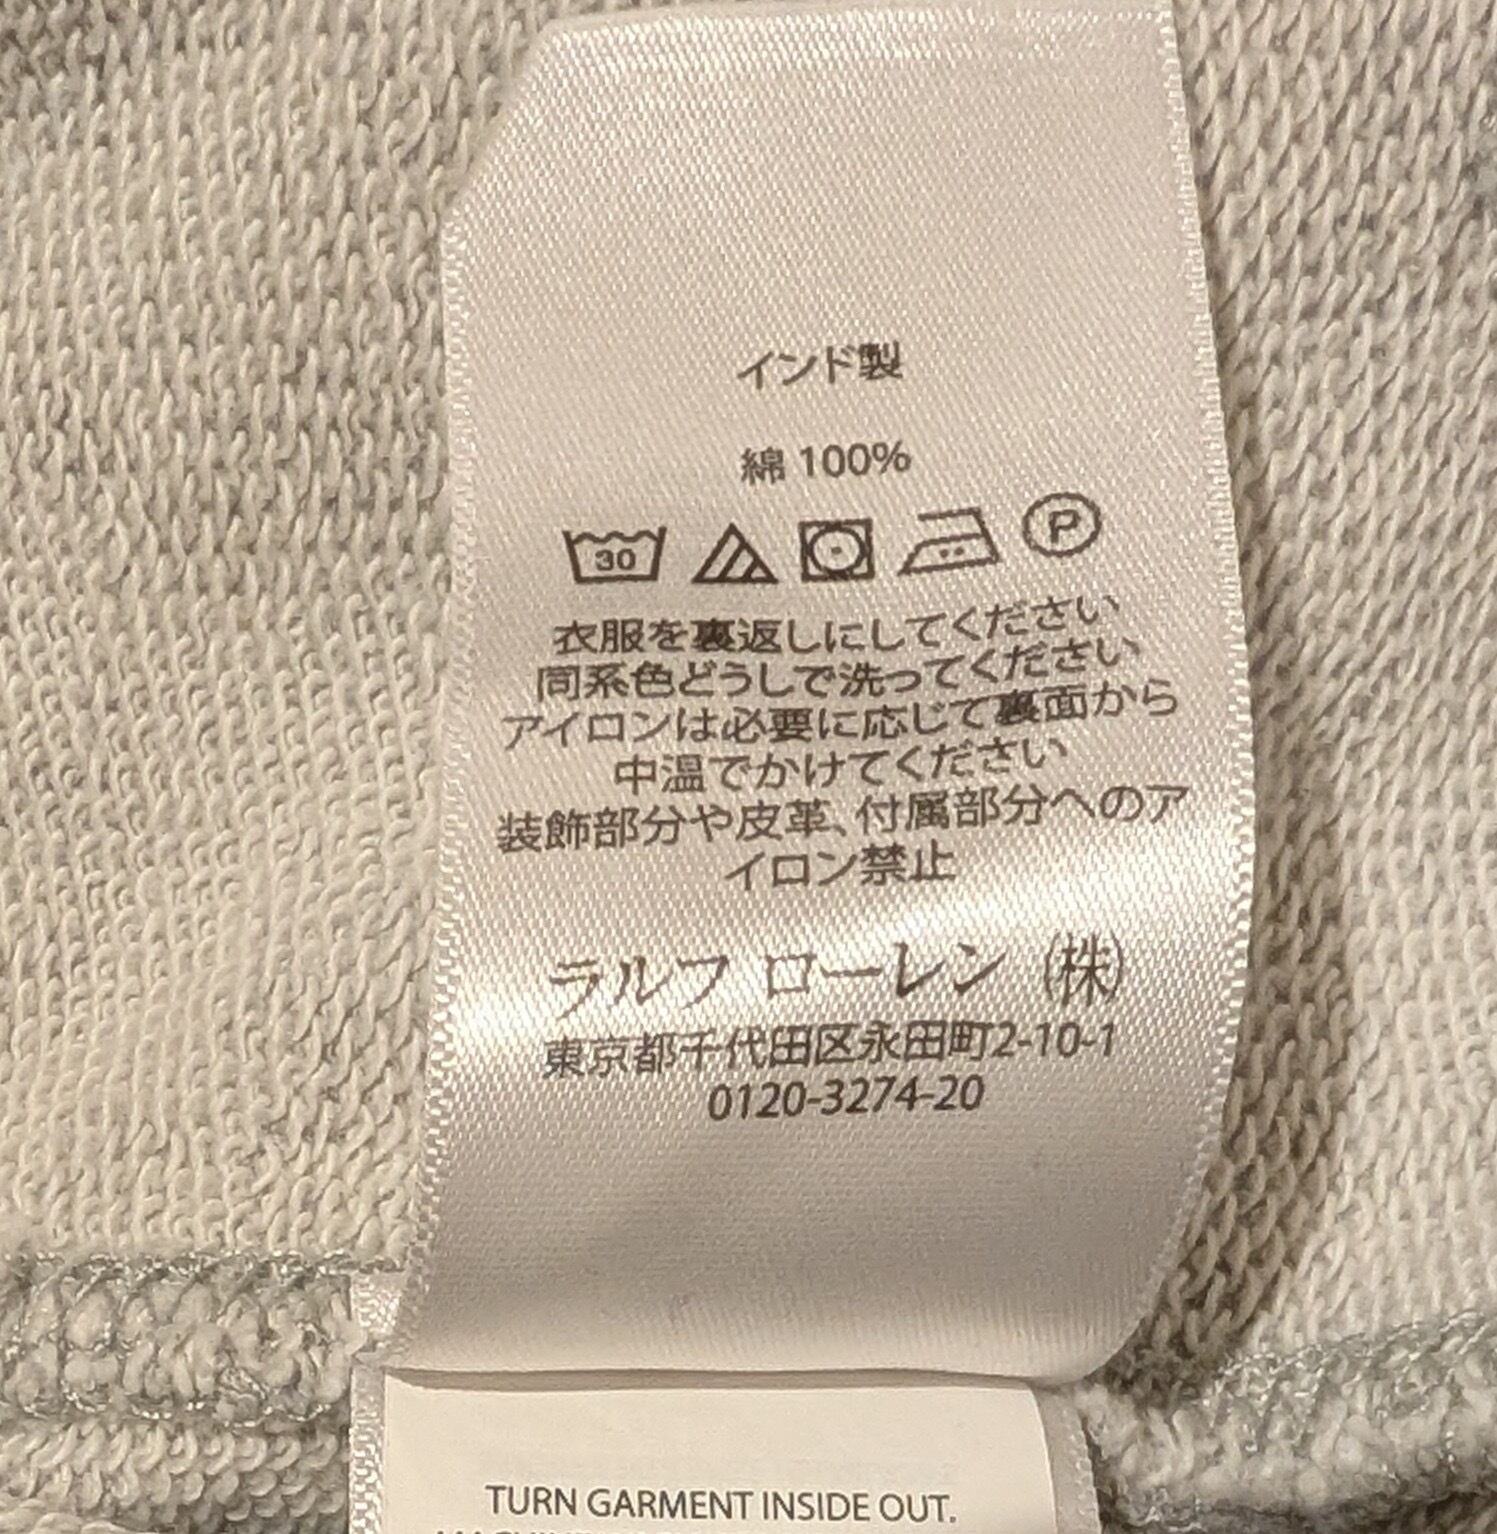 インド製
綿 100%
30
P
衣服を裏返しにしてください
同系色どうしで洗ってください
アイロンは必要に応じて裏面から
中温でかけてください
装飾部分や皮革、付属部分へのア
イロン禁止
ラルフ ローレン (株)
東京都千代田区永田町2-10-1
0120-3274-20
TURN GARMENT INSIDE OUT.